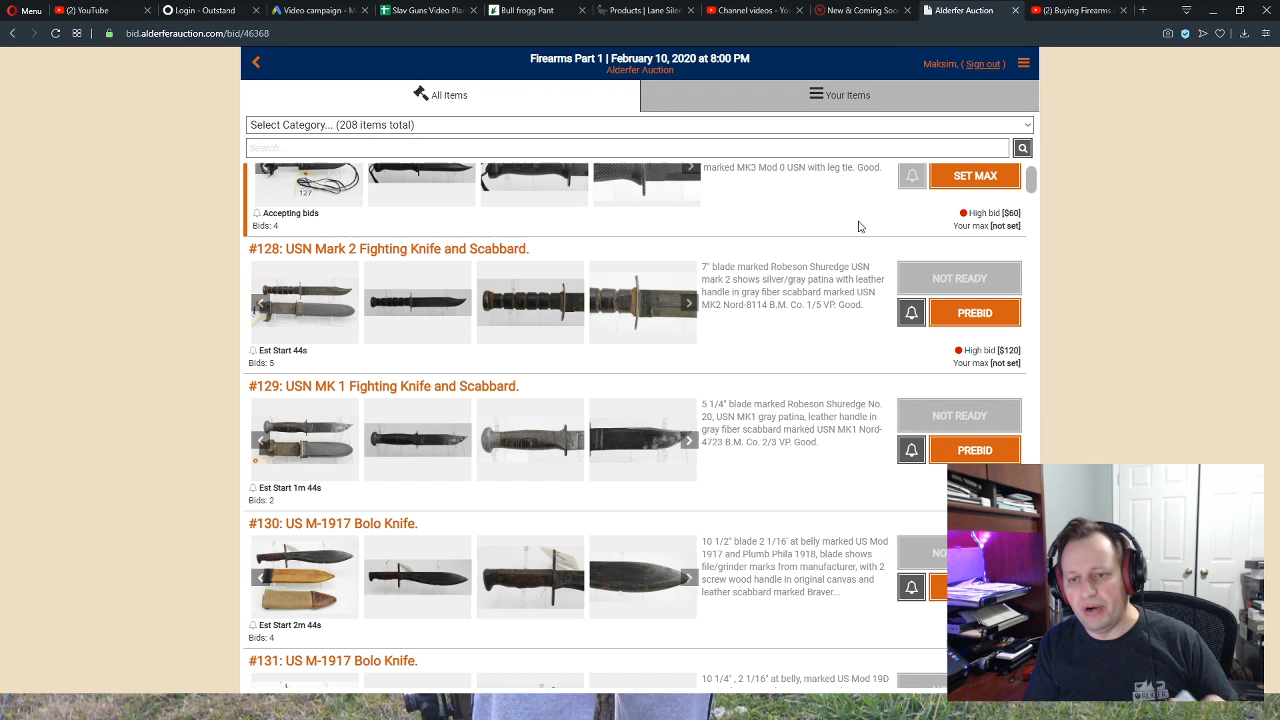 Menu
(2) YouTube
Login - Outstand
Video campaign - M
Slav Guns Video Plan
Bull frogg Pant
Products | Lane Silen
Channel videos - You
New & Coming Soo
Alderfer Auction
(2) Buying Firearms
bid.alderferauction.com/bid/46368
Firearms Part 1 | February 10, 2020 at 8:00 PM
Alderfer Auction
Maksim, ( Sign out )
All Items
Your Items
Select Category... (208 items total)
Search...
127
marked MK3 Mod 0 USN with leg tie. Good.
SET MAX
Accepting bids
Bids: 4
High bid [$60]
Your max [not set]
#128: USN Mark 2 Fighting Knife and Scabbard.
7" blade marked Robeson Shuredge USN
mark 2 shows silver/gray patina with leather
handle in gray fiber scabbard marked USN
MK2 Nord-8114 B.M. Co. 1/5 VP. Good.
NOT READY
PREBID
Est Start 44s
Bids: 5
High bid [$120]
Your max [not set]
#129: USN MK 1 Fighting Knife and Scabbard.
5 1/4" blade marked Robeson Shuredge No.
20, USN MK1 gray patina, leather handle in
gray fiber scabbard marked USN MK1 Nord-
4723 B.M. Co. 2/3 VP. Good.
NOT READY
PREBID
Est Start 1m 44s
Bids: 2
#130: US M-1917 Bolo Knife.
10 1/2" blade 2 1/16' at belly marked US Mod
1917 and Plumb Phila 1918, blade shows
file/grinder marks from manufacturer, with 2
screw wood handle in original canvas and
leather scabbard marked Braver...
NO
Est Start 2m 44s
Bids: 4
#131: US M-1917 Bolo Knife.
10 1/4" , 2 1/16" at belly, marked US Mod 19D
RUGER